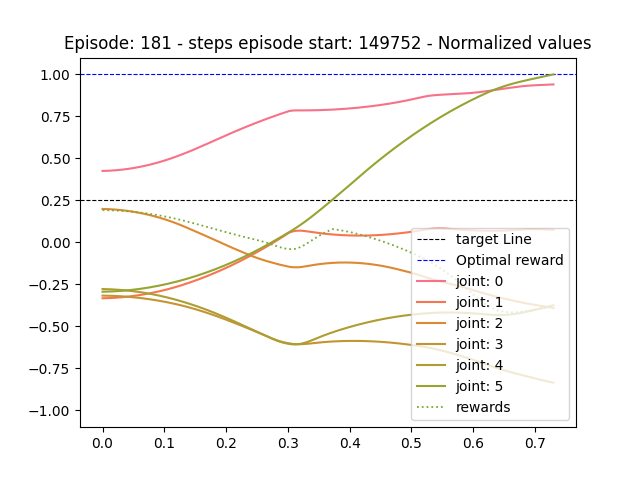 Episode: 181 - steps episode start: 149752 - Normalized values
1.00
0.75
0.50
0.25
0.00
−0.25
−0.50
−0.75
−1.00
target Line
Optimal reward
joint: 0
joint: 1
joint: 2
joint: 3
joint: 4
joint: 5
rewards
0.0 0.1 0.2 0.3 0.4 0.5 0.6 0.7